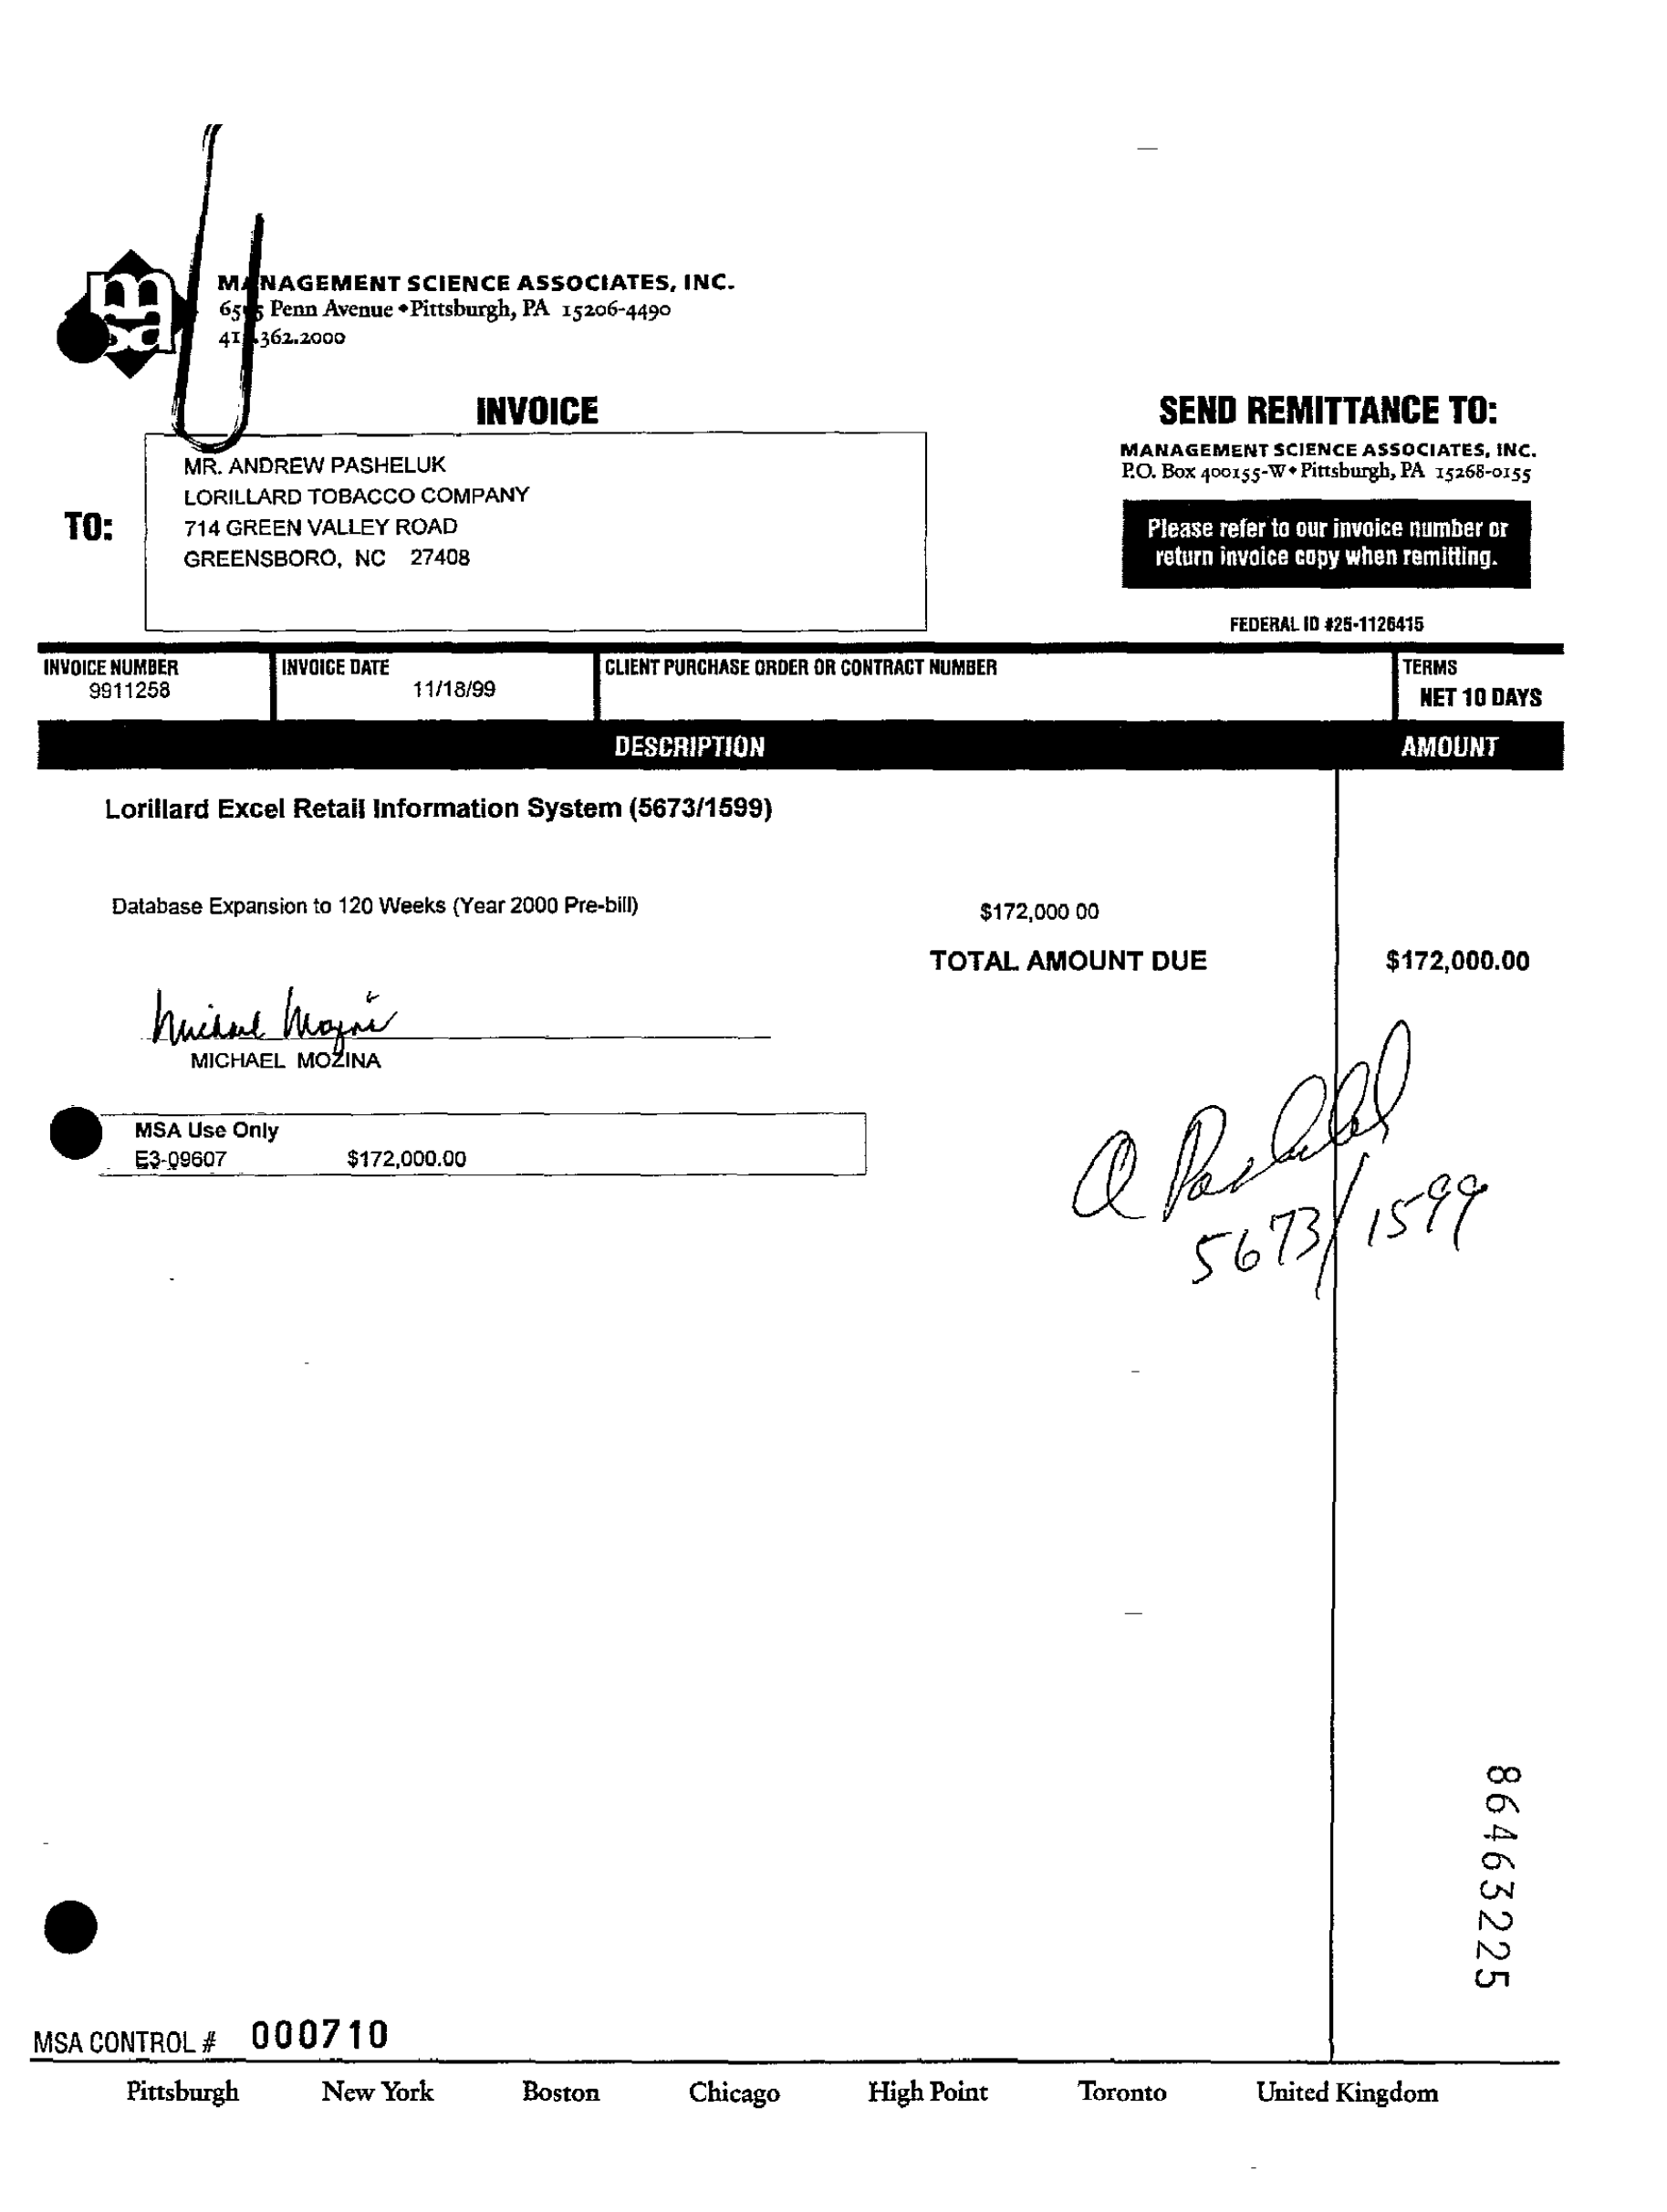 msa
MANAGEMENT SCIENCE ASSOCIATES, INC.
Penn Avenue • Pittsburgh, PA 15206-4490
362.2000
INVOICE
SEND REMITTANCE TO:
MANAGEMENT SCIENCE ASSOCIATES, INC.
P.O. Box 400155-W • Pittsburgh, PA 15268-0155
TO:
MR. ANDREW PASHELUK
LORILLARD TOBACCO COMPANY
714 GREEN VALLEY ROAD
GREENSBORO, NC 27408
Please refer to our invoice number or
return invoice copy when remitting.
FEDERAL ID #25-1126415
INVOICE NUMBER
9911258
INVOICE DATE
11/18/99
CLIENT PURCHASE ORDER OR CONTRACT NUMBER
TERMS
NET 10 DAYS
DESCRIPTION
AMOUNT
Lorillard Excel Retail Information System (5673/1599)
Database Expansion to 120 Weeks (Year 2000 Pre-bill) $172,000 00
TOTAL AMOUNT DUE $172,000.00
Michael Mozina
MICHAEL MOZINA
MSA Use Only
E3-09607 $172,000.00
5673/1599
86463225
MSA CONTROL # 000710
Pittsburgh New York Boston Chicago High Point Toronto United Kingdom